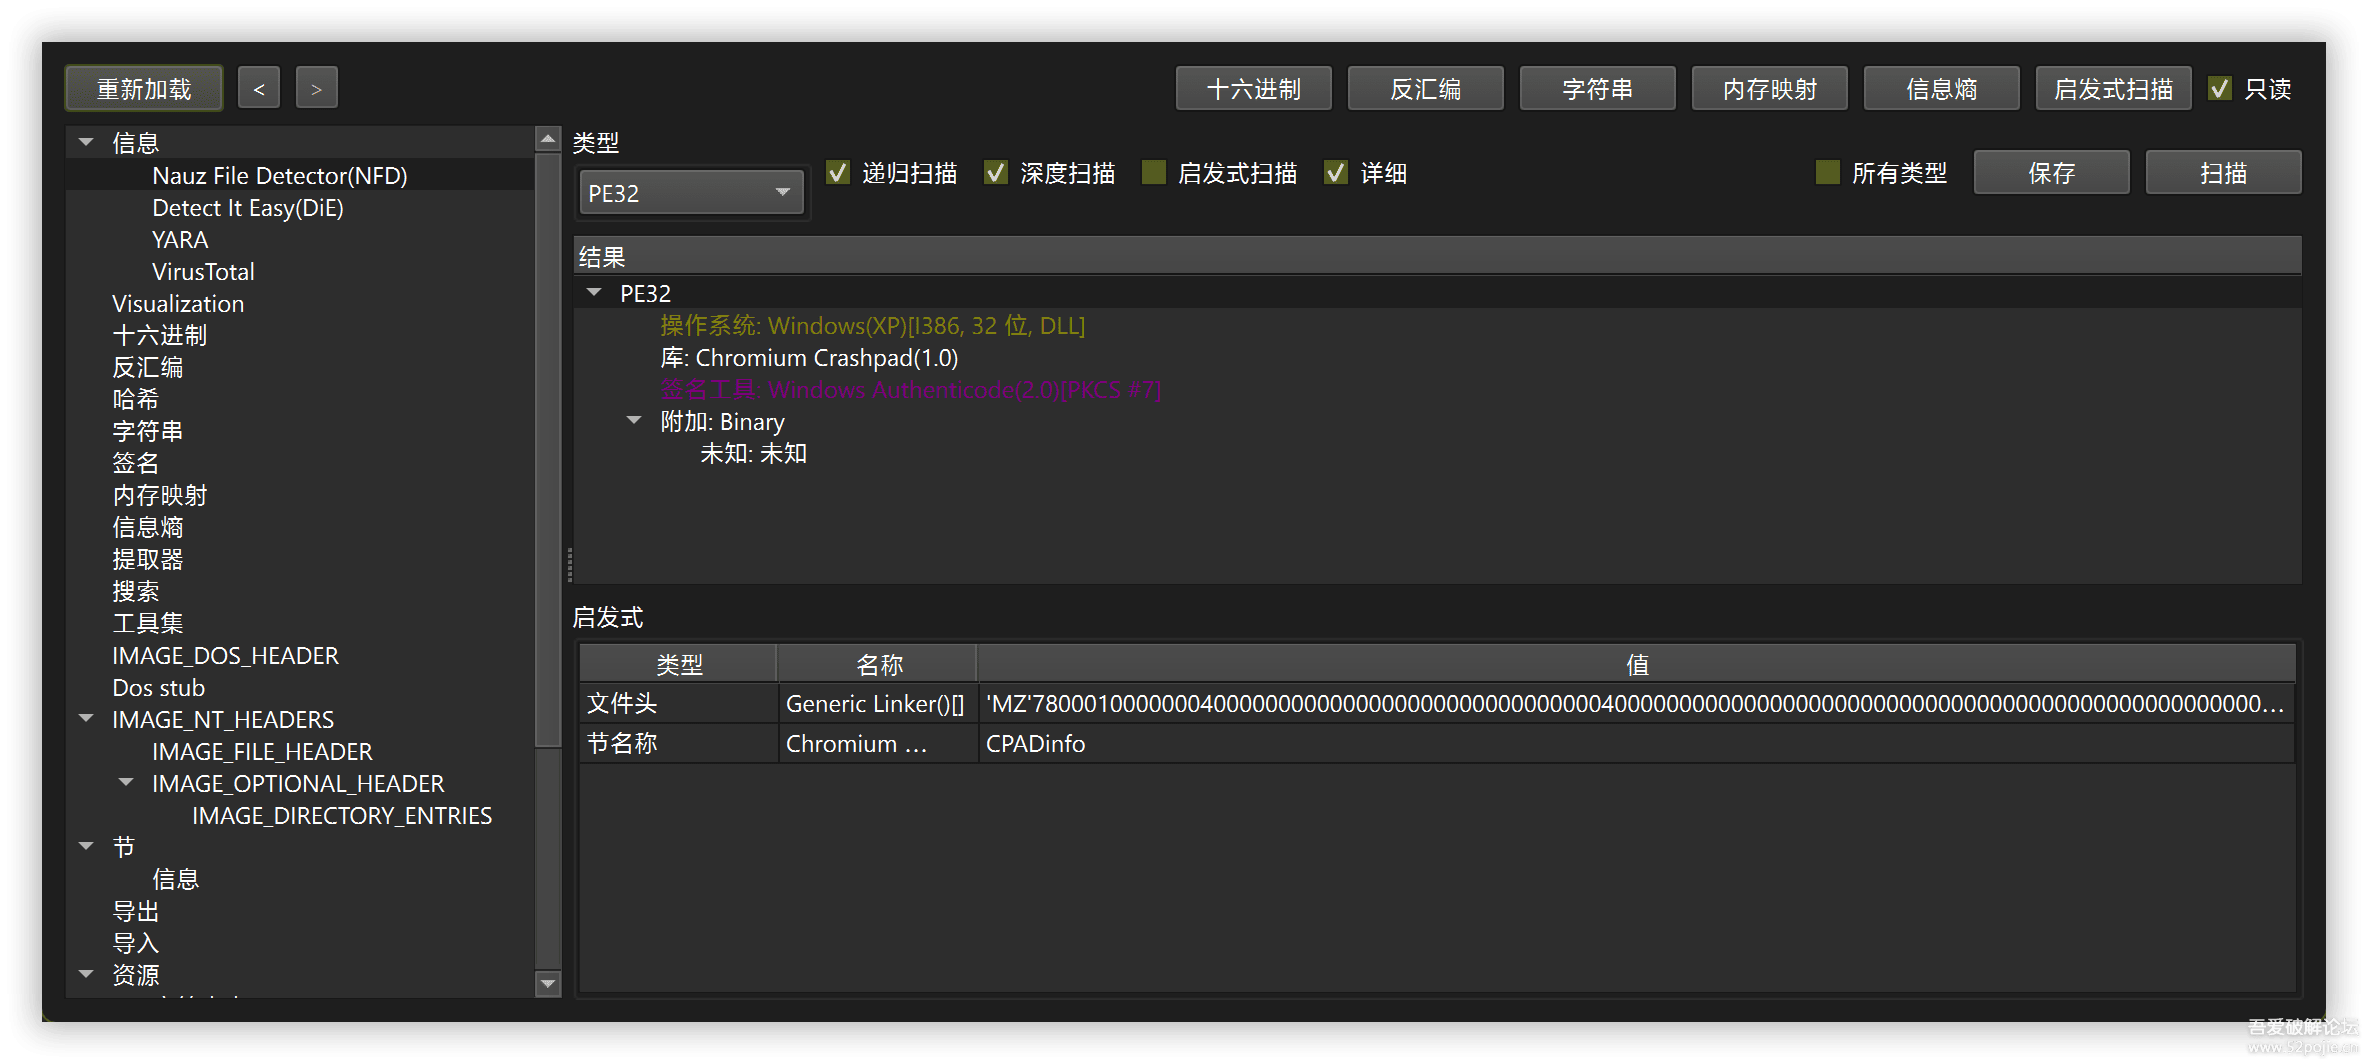 重新加载 < > 十六进制 反汇编 字符串 内存映射 信息熵 启发式扫描 只读
信息
Nauz File Detector(NFD)
Detect It Easy(DiE)
YARA
VirusTotal
Visualization
十六进制
反汇编
哈希
字符串
签名
内存映射
信息熵
提取器
搜索
工具集
IMAGE_DOS_HEADER
Dos stub
IMAGE_NT_HEADERS
IMAGE_FILE_HEADER
IMAGE_OPTIONAL_HEADER
IMAGE_DIRECTORY_ENTRIES
节
信息
导出
导入
资源
类型
PE32 递归扫描 深度扫描 启发式扫描 详细 所有类型 保存 扫描
结果
PE32
操作系统: Windows(XP)[I386, 32 位, DLL]
库: Chromium Crashpad(1.0)
签名工具: Windows Authenticode(2.0)[PKCS #7]
附加: Binary
未知: 未知
启发式
类型 名称 值
文件头 Generic Linker()[]
节名称 Chromium ... CPADinfo
吾爱破解论坛
www.52pojie.cn